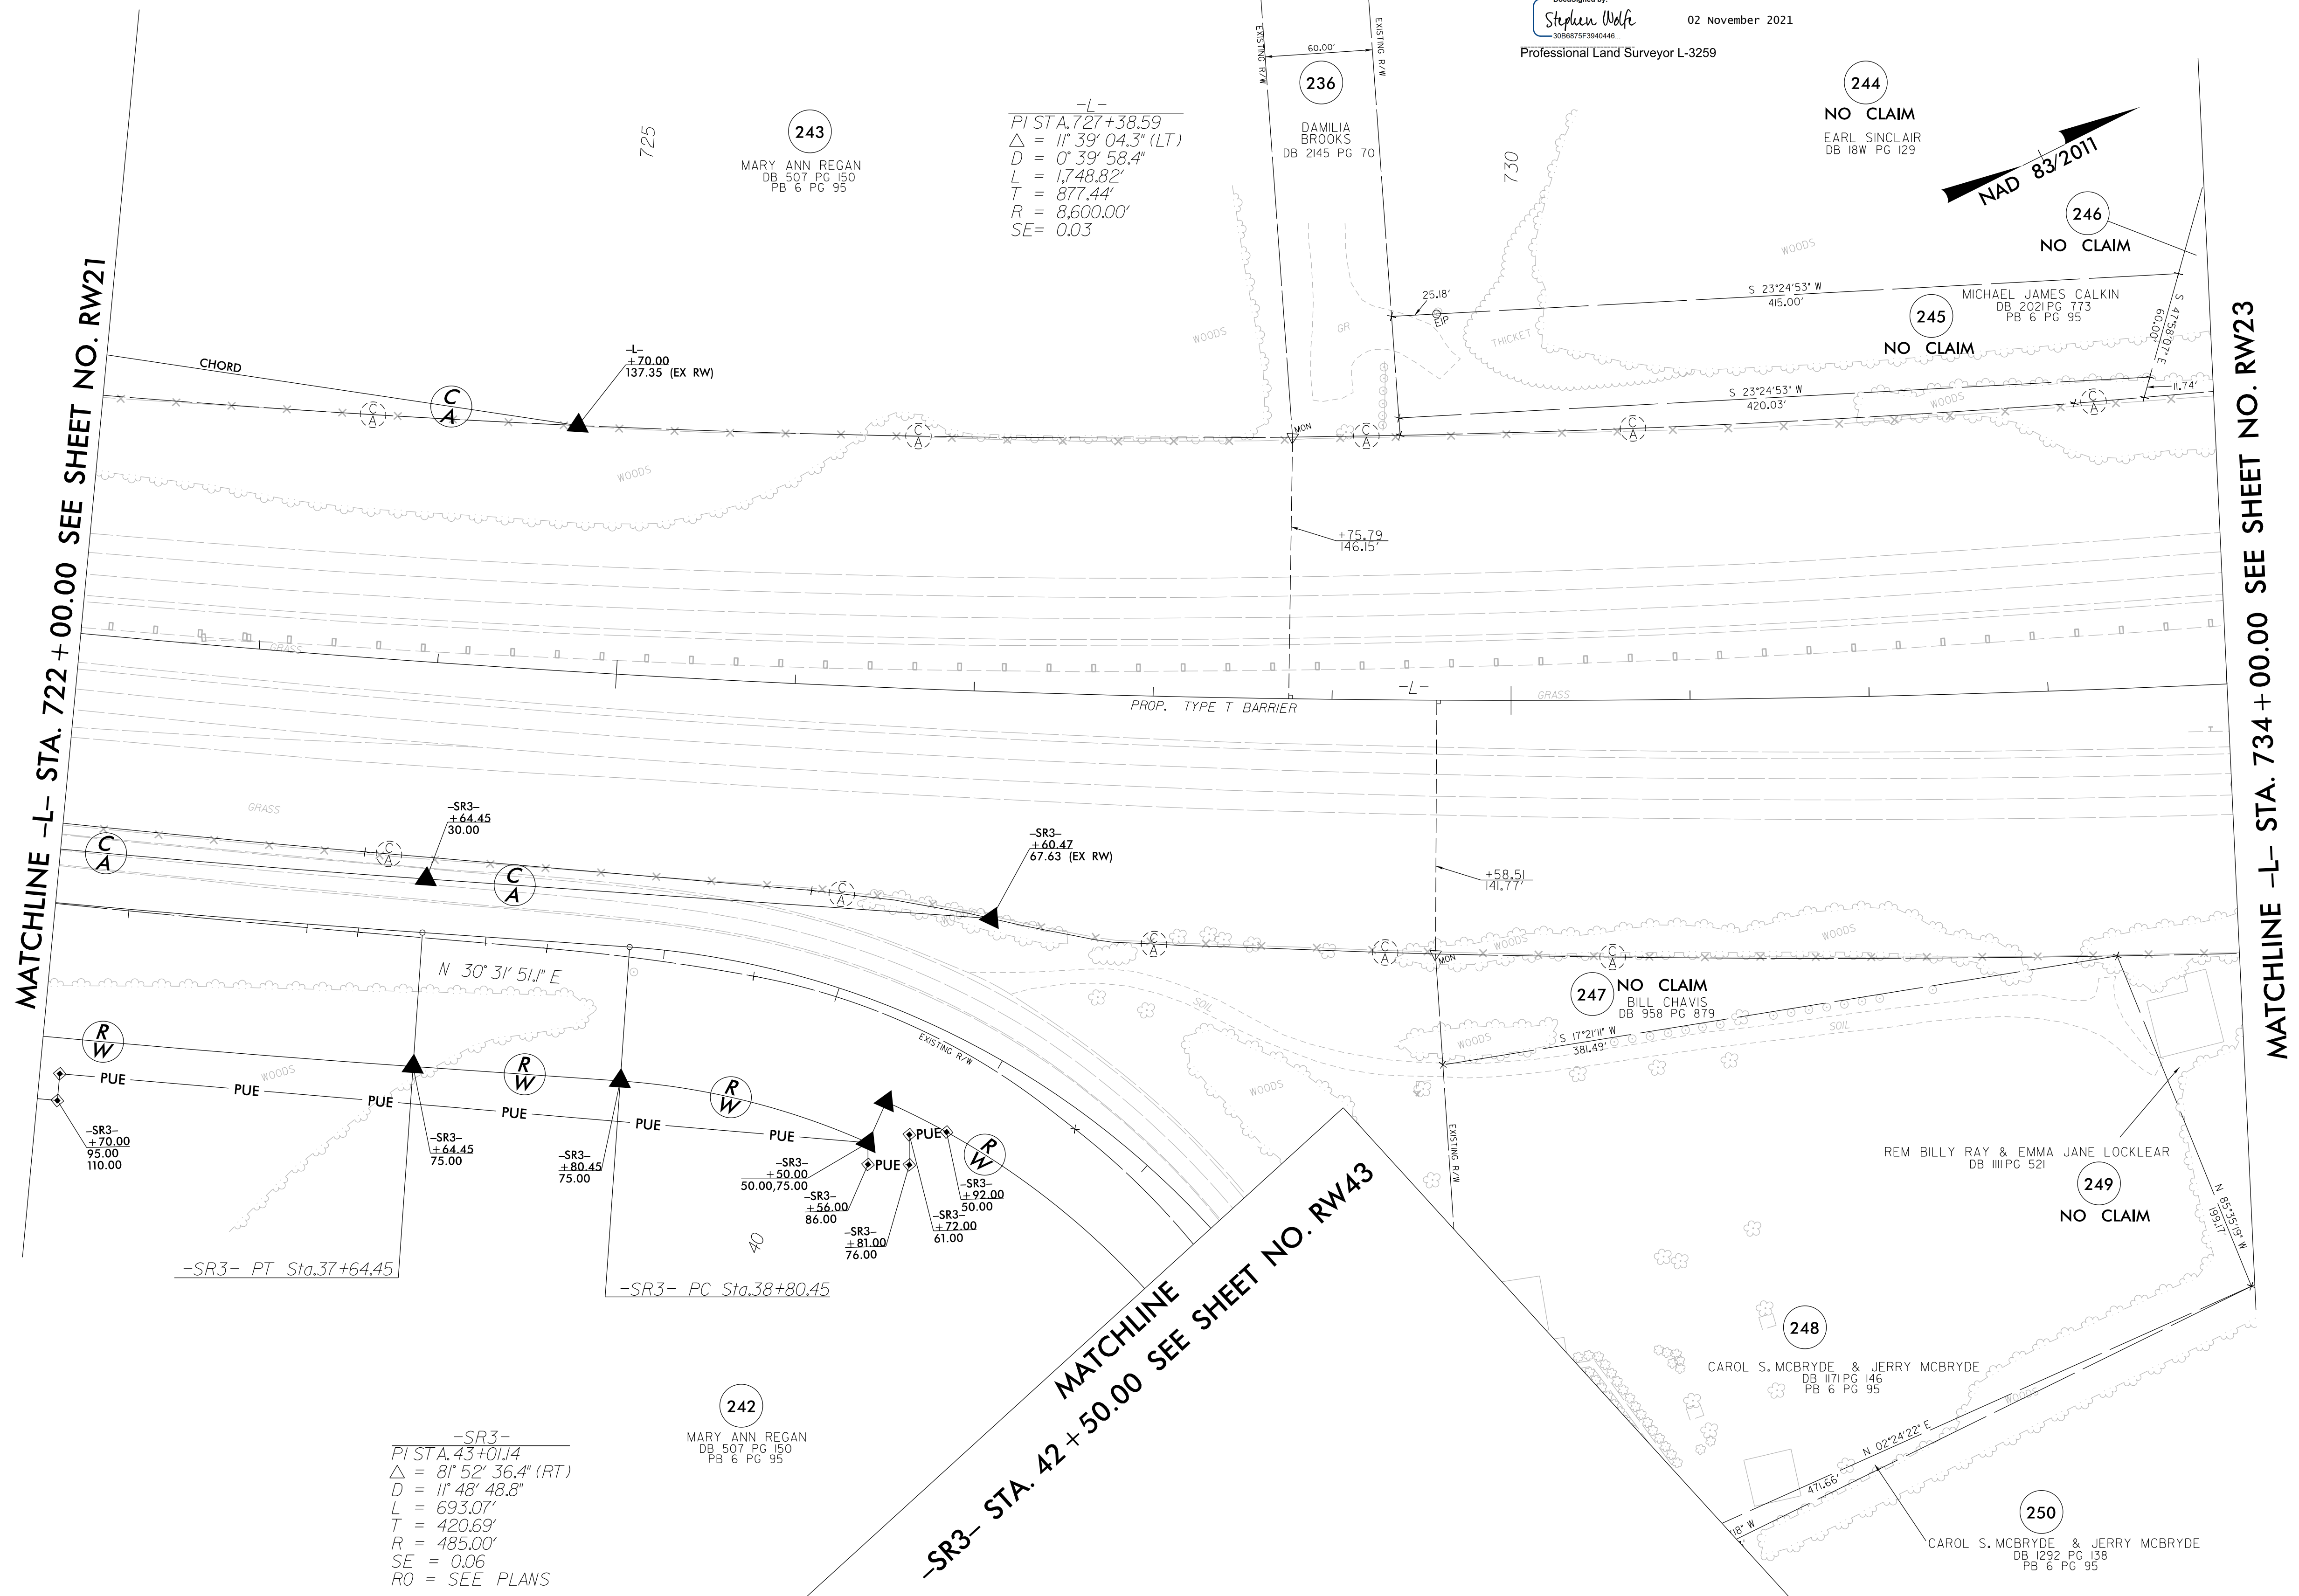 DocuSigned by:
Stephen Wolfe
30B6875F3940446...
Professional Land Surveyor L-3259
02 November 2021
EXISTING R/W
60.00'
EXISTING R/W
236
DAMILIA
BROOKS
DB 2145 PG 70
244
NO CLAIM
EARL SINCLAIR
DB 18W PG 129
NAD 83/2011
725
243
MARY ANN REGAN
DB 507 PG 150
PB 6 PG 95
-L-
PI STA.727+38.59
△ = 11° 39' 04.3" (LT)
D = 0° 39' 58.4"
L = 1,748.82'
T = 877.44'
R = 8,600.00'
SE= 0.03
730
246
NO CLAIM
WOODS
S 23°24'53" W
415.00'
MICHAEL JAMES CALKIN
DB 2021 PG 773
PB 6 PG 95
245
NO CLAIM
S 47°58'07" E
60.00'
25.18'
EIP
GR
THICKET
WOODS
S 23°24'53" W
420.03'
WOODS
11.74'
CHORD
-L-
+70.00
137.35 (EX RW)
C
A
C
A
C
A
MON
C
A
C
A
C
A
WOODS
+75.79
146.15'
MATCHLINE -L- STA. 722+00.00 SEE SHEET NO. RW21
MATCHLINE -L- STA. 734+00.00 SEE SHEET NO. RW23
GRASS
-L-
GRASS
PROP. TYPE T BARRIER
T
GRASS
-SR3-
+64.45
30.00
C
A
C
A
C
A
C
A
WOODS
-SR3-
+60.47
67.63 (EX RW)
+58.51
141.77'
C
A
C
A
MON
WOODS
C
A
WOODS
N 30° 31' 51.1" E
247
NO CLAIM
BILL CHAVIS
DB 958 PG 879
SOIL
S 17°21'11" W
381.49'
SOIL
WOODS
EXISTING R/W
R
W
R
W
R
W
WOODS
PUE
PUE
PUE
PUE
PUE
PUE
PUE
PUE
R
W
WOODS
-SR3-
+70.00
95.00
110.00
-SR3-
+64.45
75.00
-SR3-
+80.45
75.00
-SR3-
+50.00
50.00,75.00
-SR3-
+56.00
86.00
-SR3-
+81.00
76.00
-SR3-
+72.00
61.00
-SR3-
+92.00
50.00
EXISTING R/W
REM BILLY RAY & EMMA JANE LOCKLEAR
DB 1111 PG 521
249
NO CLAIM
N 85°35'19" W
199.17'
40
-SR3- PT Sta.37+64.45
-SR3- PC Sta.38+80.45
MATCHLINE
-SR3- STA. 42+50.00 SEE SHEET NO. RW43
248
CAROL S. MCBRYDE & JERRY MCBRYDE
DB 1171 PG 146
PB 6 PG 95
WOODS
N 02°24'22" E
471.66'
242
MARY ANN REGAN
DB 507 PG 150
PB 6 PG 95
-SR3-
PI STA.43+01.14
△ = 81° 52' 36.4" (RT)
D = 11° 48' 48.8"
L = 693.07'
T = 420.69'
R = 485.00'
SE = 0.06
RO = SEE PLANS
18" W
250
CAROL S. MCBRYDE & JERRY MCBRYDE
DB 1292 PG 138
PB 6 PG 95